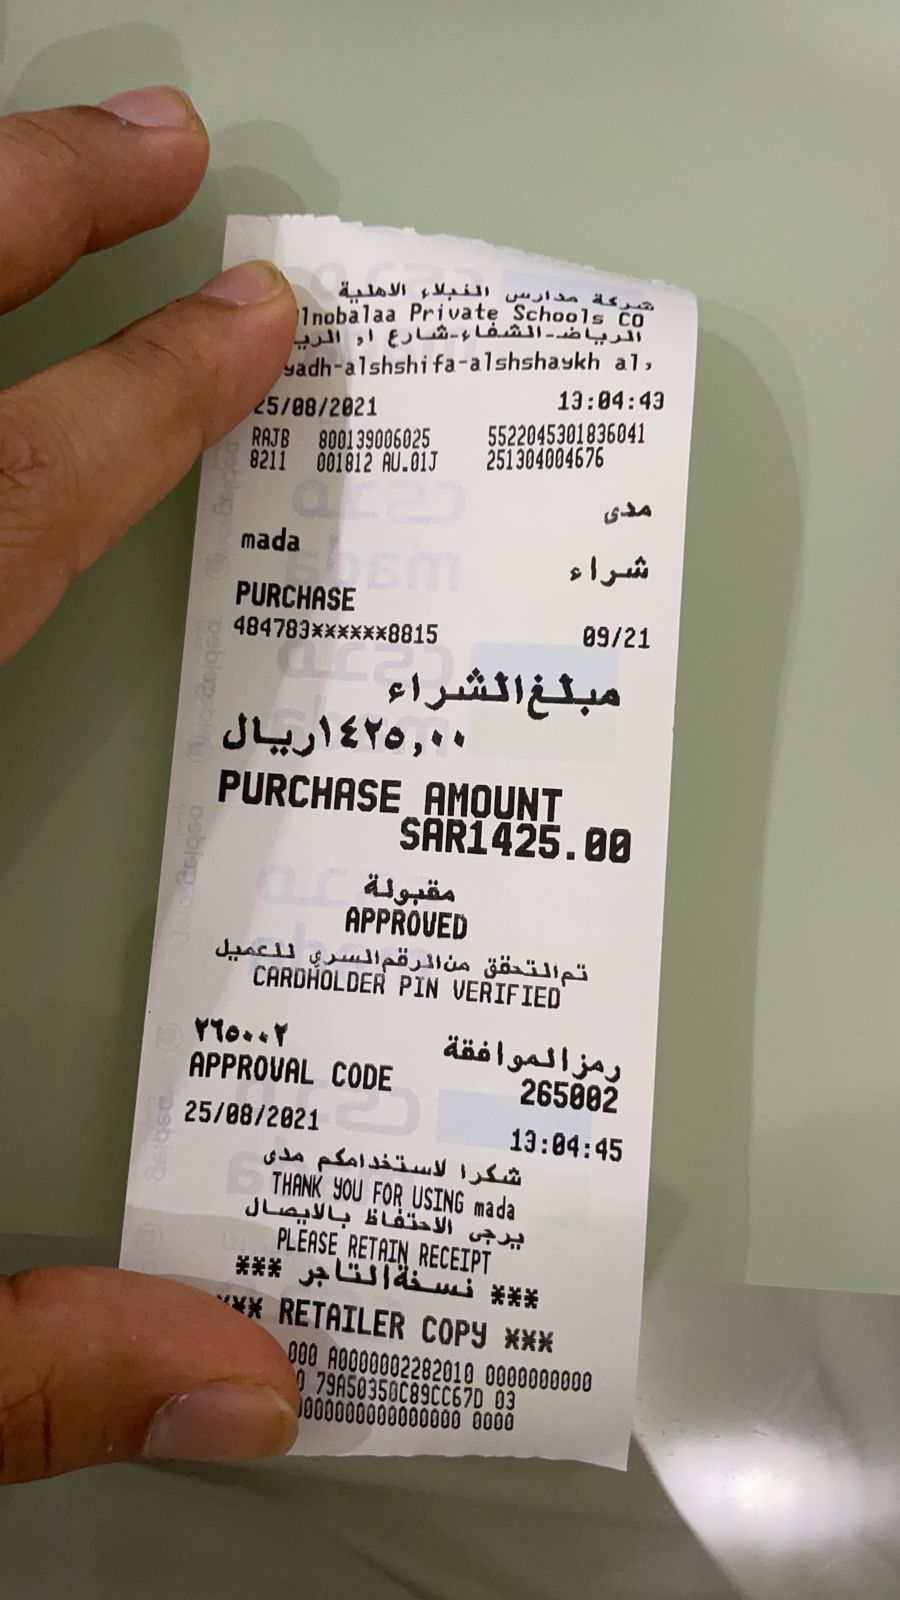 شركة مدارس النبلاء الاهلية
lnobalaa Private Schools CO
الرياض-الشفاء-شارع ا, الري
yadh-alshshifa-alshshaykh al,
25/08/2021 13:04:43
RAJB 800139006025 5522045301836041
8211 001812 AU.01J 251304004676
مدى
mada
شراء
PURCHASE
484783******8815 09/21
مبلغ الشراء
١٤٢٥,٠٠ ريال
PURCHASE AMOUNT
SAR1425.00
مقبولة
APPROVED
تم التحقق من الرقم السري للعميل
CARDHOLDER PIN VERIFIED
رمز الموافقة ٢٦٥٠٠٢
APPROVAL CODE 265002
25/08/2021 13:04:45
شكرا لاستخدامكم مدى
THANK YOU FOR USING mada
يرجى الاحتفاظ بالايصال
PLEASE RETAIN RECEIPT
*** نسخة التاجر ***
*** RETAILER COPY ***
000 A0000002282010 0000000000
0 79A50350C89CC67D 03
0000000000000000 0000